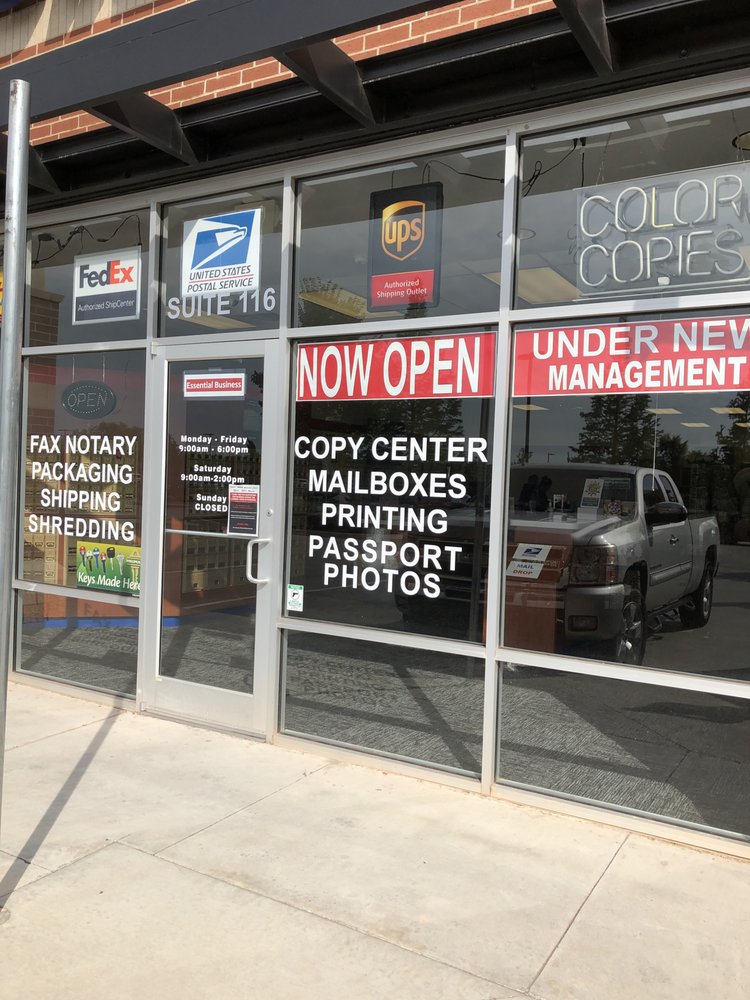 FedEx
Authorized ShipCenter
UNITED STATES
POSTAL SERVICE
SUITE 116
ups
Authorized
Shipping Outlet
COLOR
COPIES
OPEN
FAX NOTARY
PACKAGING
SHIPPING
SHREDDING
Keys Made Here
Essential Business
Monday - Friday
9:00am - 6:00pm
Saturday
9:00am-2:00pm
Sunday
CLOSED
NOW OPEN
COPY CENTER
MAILBOXES
PRINTING
PASSPORT
PHOTOS
UNDER NEW
MANAGEMENT
MAIL
DROP